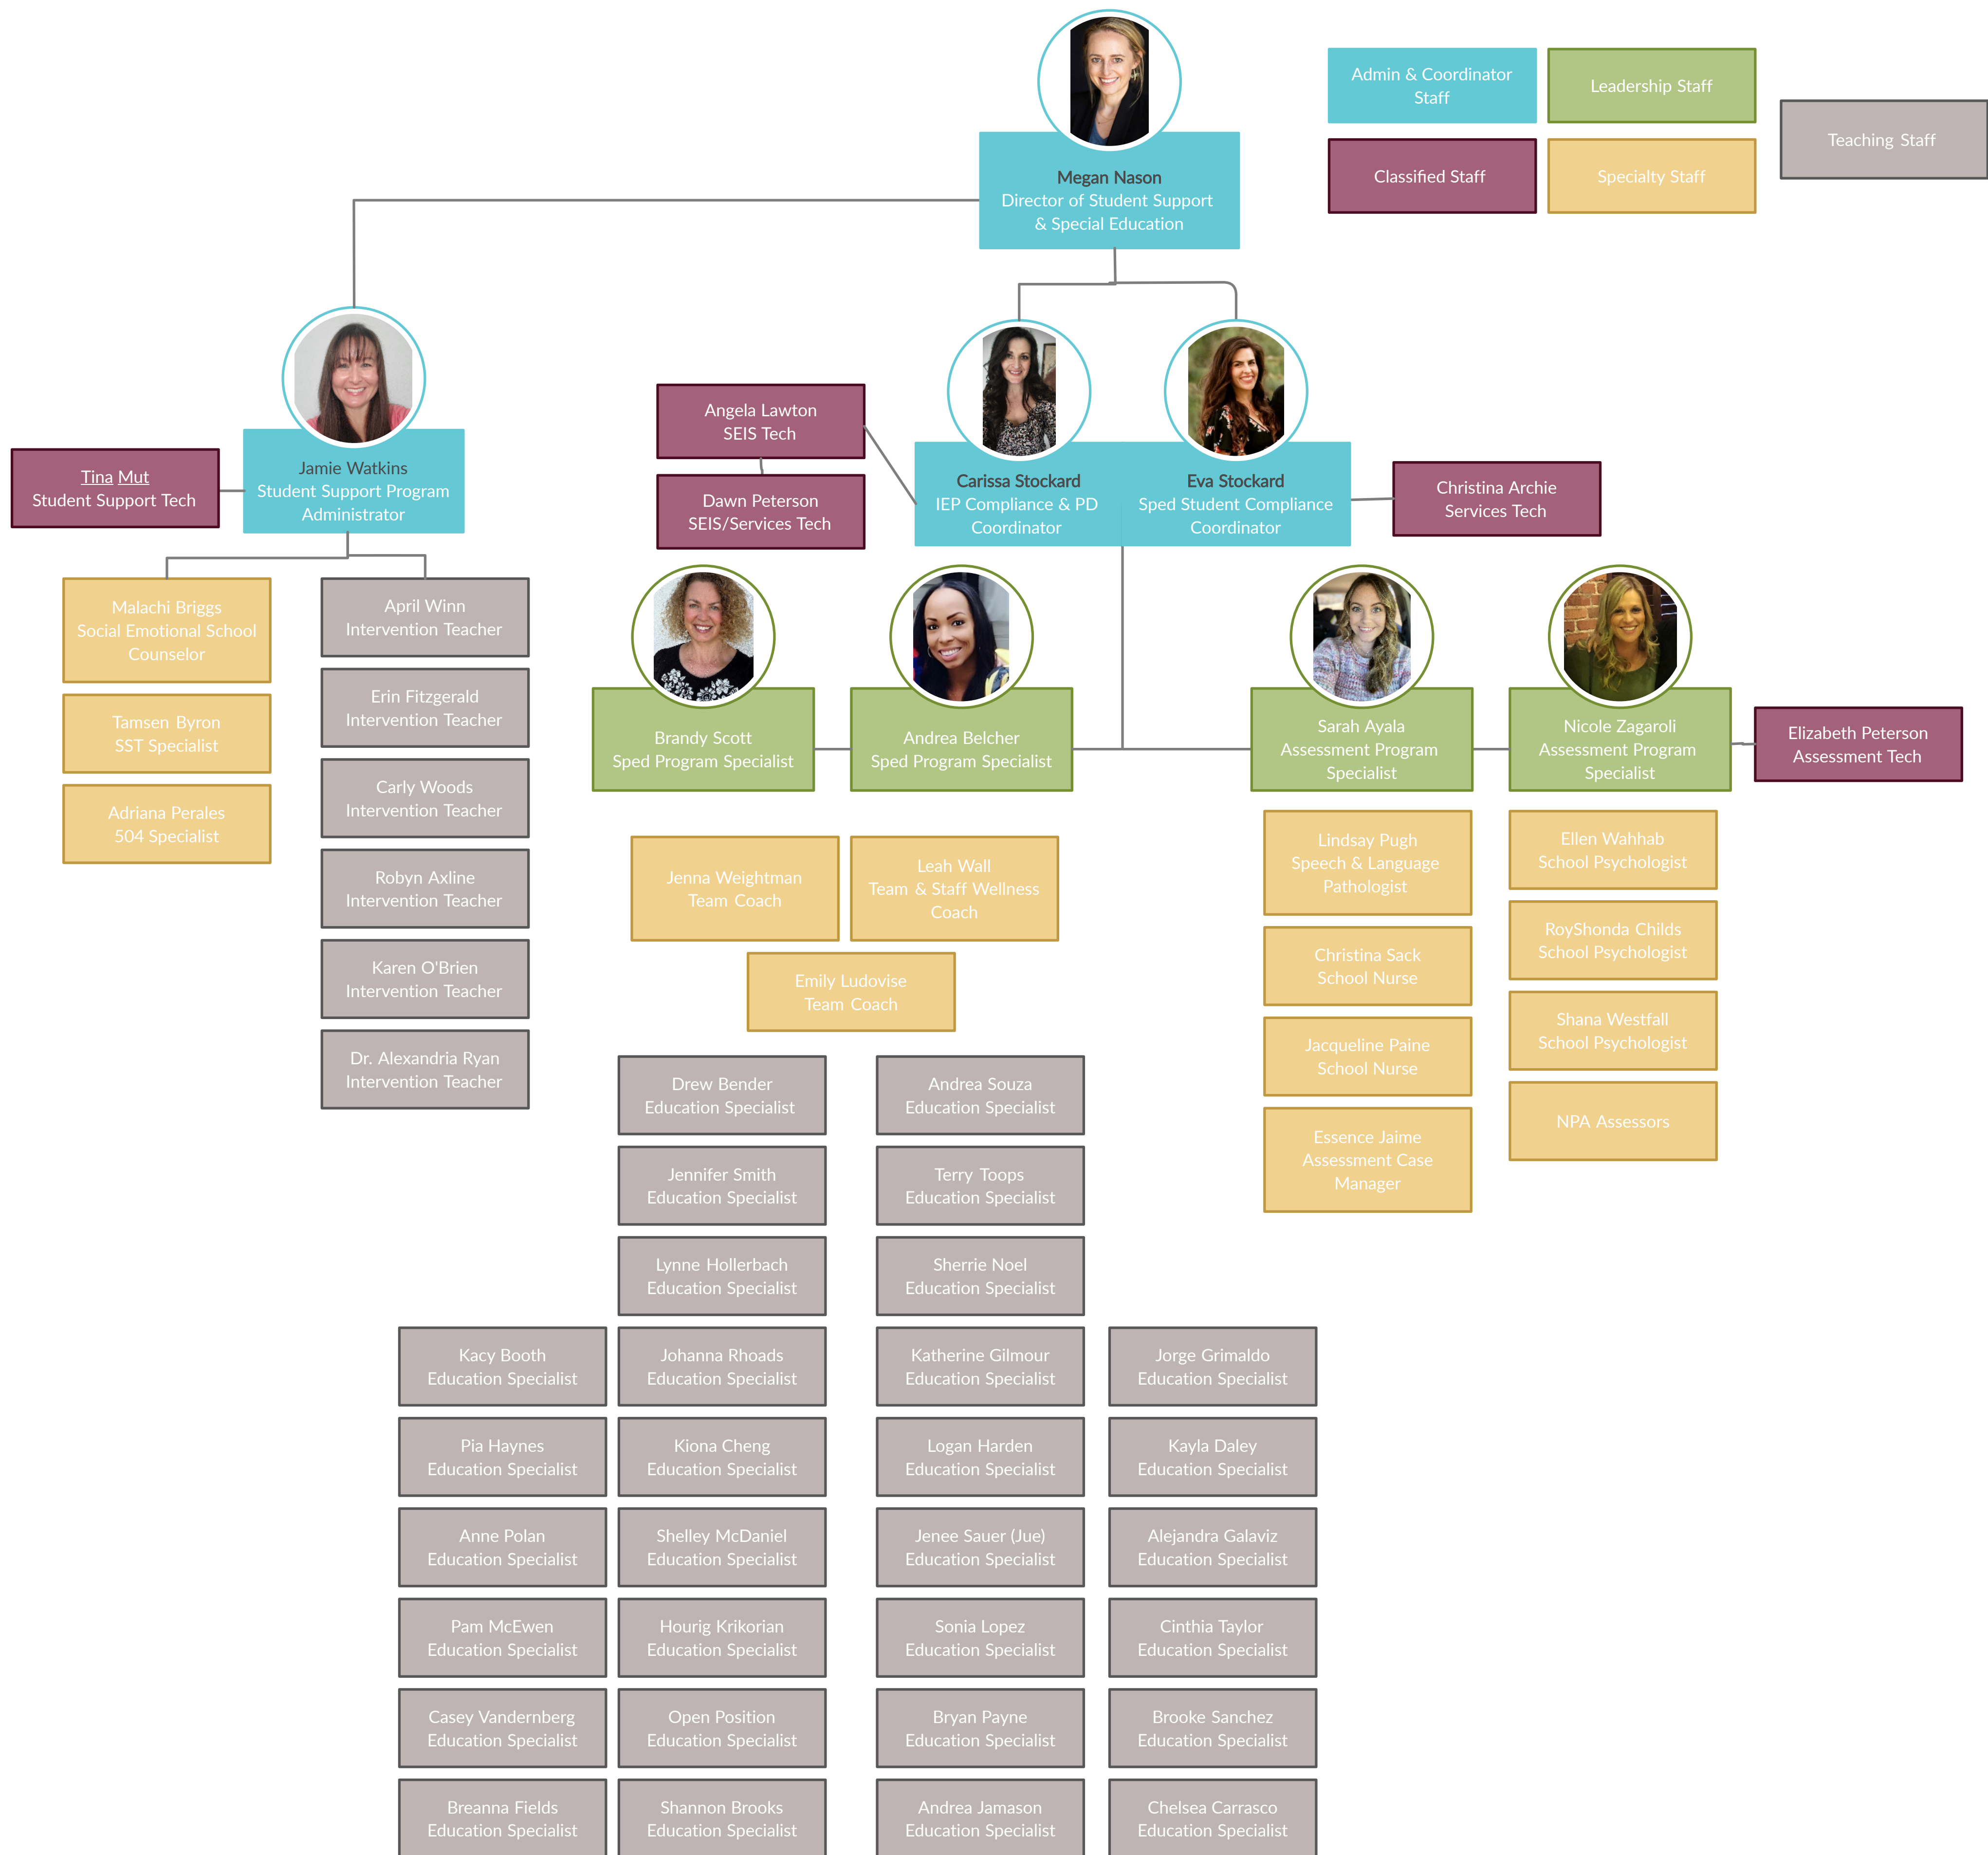 Admin & Coordinator
Staff
Leadership Staff
Teaching Staff
Classified Staff
Specialty Staff
Megan Nason
Director of Student Support
& Special Education
Jamie Watkins
Student Support Program
Administrator
Tina Mut
Student Support Tech
Angela Lawton
SEIS Tech
Dawn Peterson
SEIS/Services Tech
Carissa Stockard
IEP Compliance & PD
Coordinator
Eva Stockard
Sped Student Compliance
Coordinator
Christina Archie
Services Tech
Malachi Briggs
Social Emotional School
Counselor
Tamsen Byron
SST Specialist
Adriana Perales
504 Specialist
April Winn
Intervention Teacher
Erin Fitzgerald
Intervention Teacher
Carly Woods
Intervention Teacher
Robyn Axline
Intervention Teacher
Karen O'Brien
Intervention Teacher
Dr. Alexandria Ryan
Intervention Teacher
Brandy Scott
Sped Program Specialist
Andrea Belcher
Sped Program Specialist
Sarah Ayala
Assessment Program
Specialist
Nicole Zagaroli
Assessment Program
Specialist
Elizabeth Peterson
Assessment Tech
Jenna Weightman
Team Coach
Leah Wall
Team & Staff Wellness
Coach
Emily Ludovise
Team Coach
Lindsay Pugh
Speech & Language
Pathologist
Christina Sack
School Nurse
Jacqueline Paine
School Nurse
Essence Jaime
Assessment Case
Manager
Ellen Wahhab
School Psychologist
RoyShonda Childs
School Psychologist
Shana Westfall
School Psychologist
NPA Assessors
Drew Bender
Education Specialist
Andrea Souza
Education Specialist
Jennifer Smith
Education Specialist
Terry Toops
Education Specialist
Lynne Hollerbach
Education Specialist
Sherrie Noel
Education Specialist
Kacy Booth
Education Specialist
Johanna Rhoads
Education Specialist
Katherine Gilmour
Education Specialist
Jorge Grimaldo
Education Specialist
Pia Haynes
Education Specialist
Kiona Cheng
Education Specialist
Logan Harden
Education Specialist
Kayla Daley
Education Specialist
Anne Polan
Education Specialist
Shelley McDaniel
Education Specialist
Jenee Sauer (Jue)
Education Specialist
Alejandra Galaviz
Education Specialist
Pam McEwen
Education Specialist
Hourig Krikorian
Education Specialist
Sonia Lopez
Education Specialist
Cinthia Taylor
Education Specialist
Casey Vandernberg
Education Specialist
Open Position
Education Specialist
Bryan Payne
Education Specialist
Brooke Sanchez
Education Specialist
Breanna Fields
Education Specialist
Shannon Brooks
Education Specialist
Andrea Jamason
Education Specialist
Chelsea Carrasco
Education Specialist